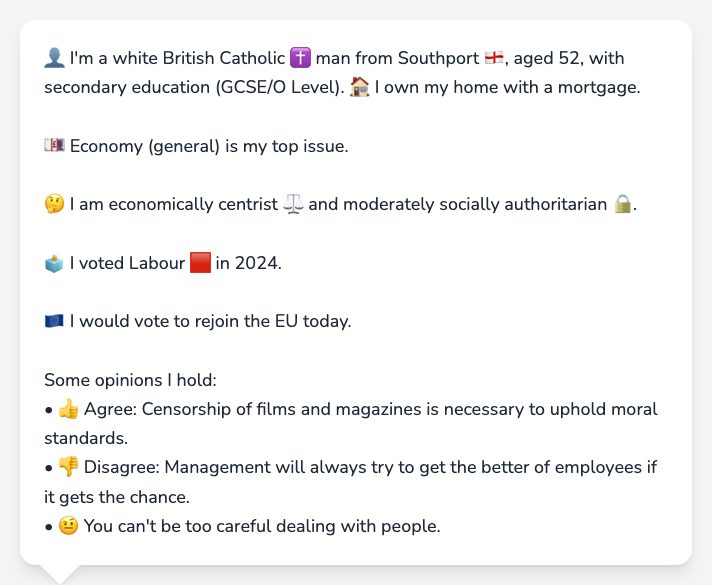 👤 I'm a white British Catholic ✝️ man from Southport 🏴󠁧󠁢󠁥󠁮󠁧󠁿, aged 52, with
secondary education (GCSE/O Level). 🏠 I own my home with a mortgage.
💷 Economy (general) is my top issue.
🤔 I am economically centrist ⚖️ and moderately socially authoritarian 🔒.
🗳️ I voted Labour 🟥 in 2024.
🇪🇺 I would vote to rejoin the EU today.
Some opinions I hold:
• 👍 Agree: Censorship of films and magazines is necessary to uphold moral
standards.
• 👎 Disagree: Management will always try to get the better of employees if
it gets the chance.
• 🤨 You can't be too careful dealing with people.